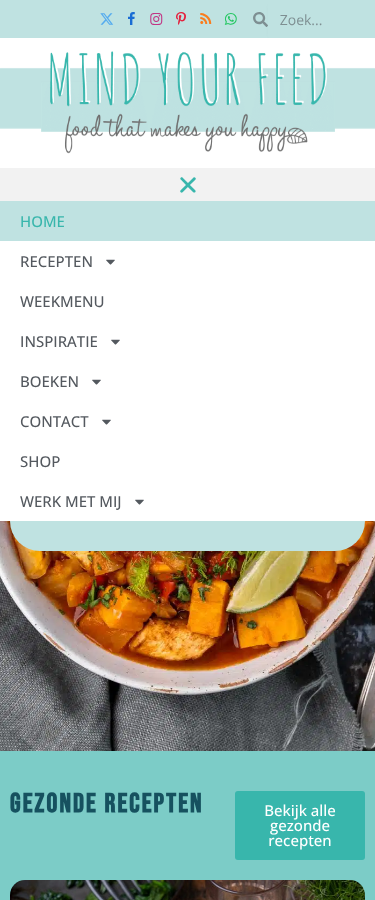 Zoek...
MIND YOUR FEED
food that makes you happy
HOME
RECEPTEN
WEEKMENU
INSPIRATIE
BOEKEN
CONTACT
SHOP
WERK MET MIJ
GEZONDE RECEPTEN
Bekijk alle
gezonde
recepten